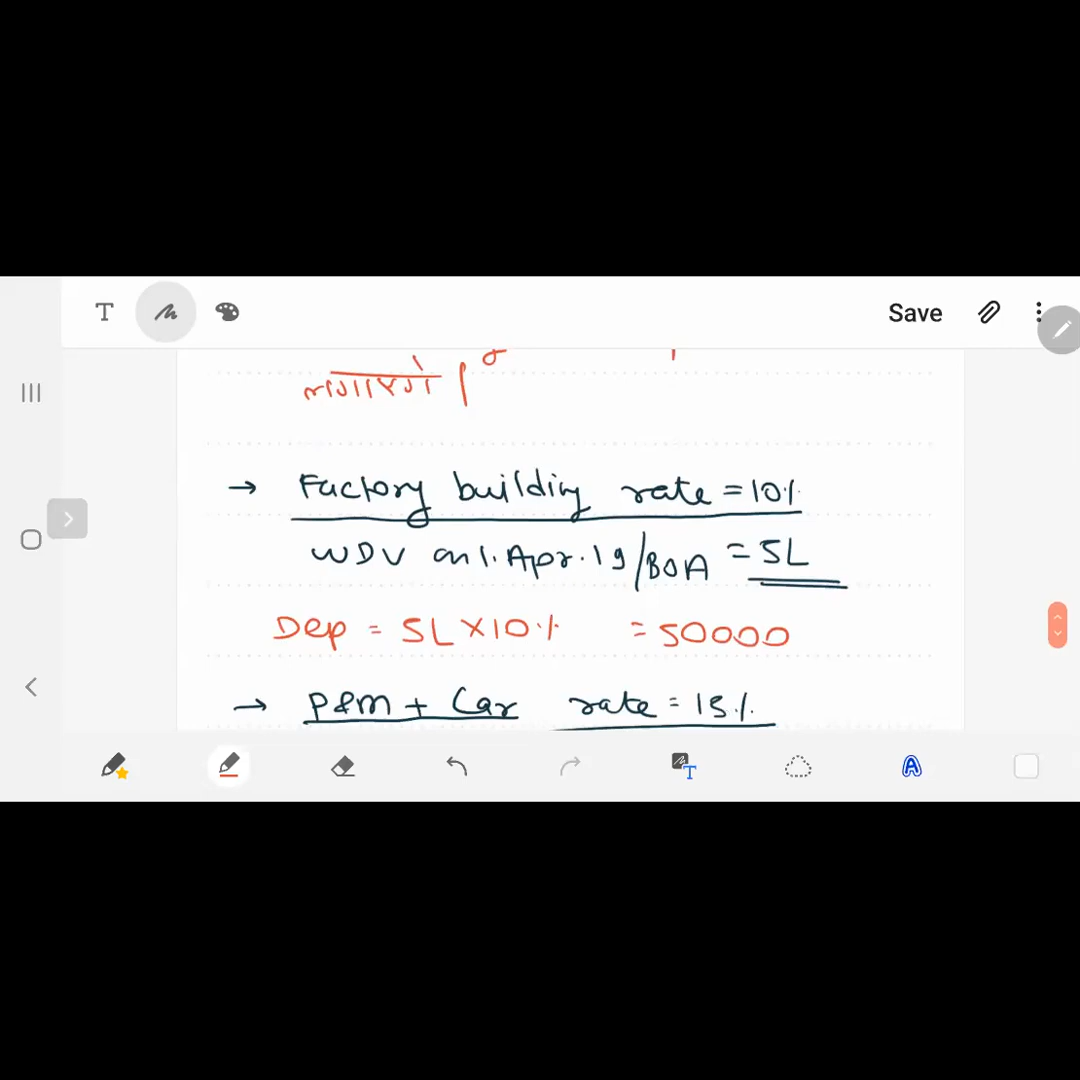 T Save
→ Factory building rate = 10%
WDV on 1. Apr. 19/BOA = 5L
Dep = 5L X 10% = 50000
→ P&M + Car rate = 15%
T
A